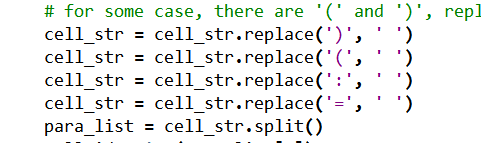 # for some case, there are '(' and ')', repl
cell_str = cell_str.replace(')', ' ')
cell_str = cell_str.replace('(', ' ')
cell_str = cell_str.replace(':', ' ')
cell_str = cell_str.replace('=', ' ')
para_list = cell_str.split()